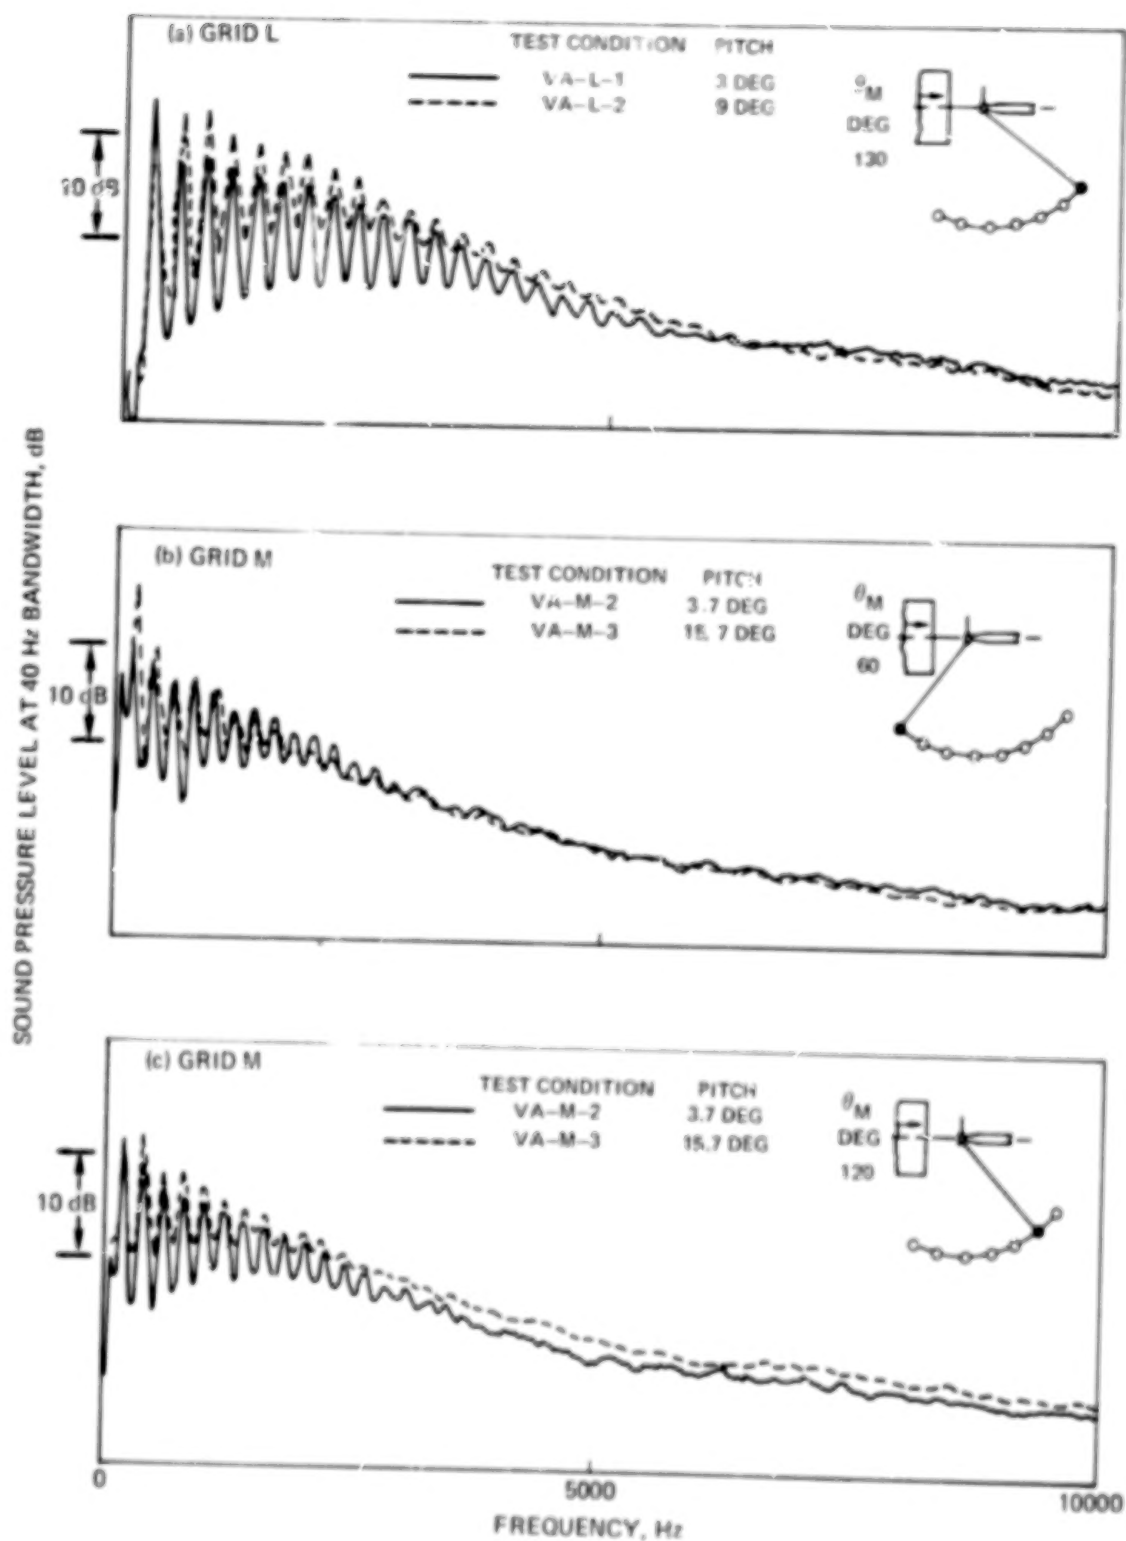 SOUND PRESSURE LEVEL AT 40 Hz BANDWIDTH, dB
(a) GRID L
TEST CONDITION PITCH
VA-L-1 3 DEG
VA-L-2 9 DEG
θM
DEG
130
10 dB
(b) GRID M
TEST CONDITION PITCH
VA-M-2 3.7 DEG
VA-M-3 15.7 DEG
θM
DEG
60
10 dB
(c) GRID M
TEST CONDITION PITCH
VA-M-2 3.7 DEG
VA-M-3 15.7 DEG
θM
DEG
120
10 dB
0 5000 10000
FREQUENCY, Hz